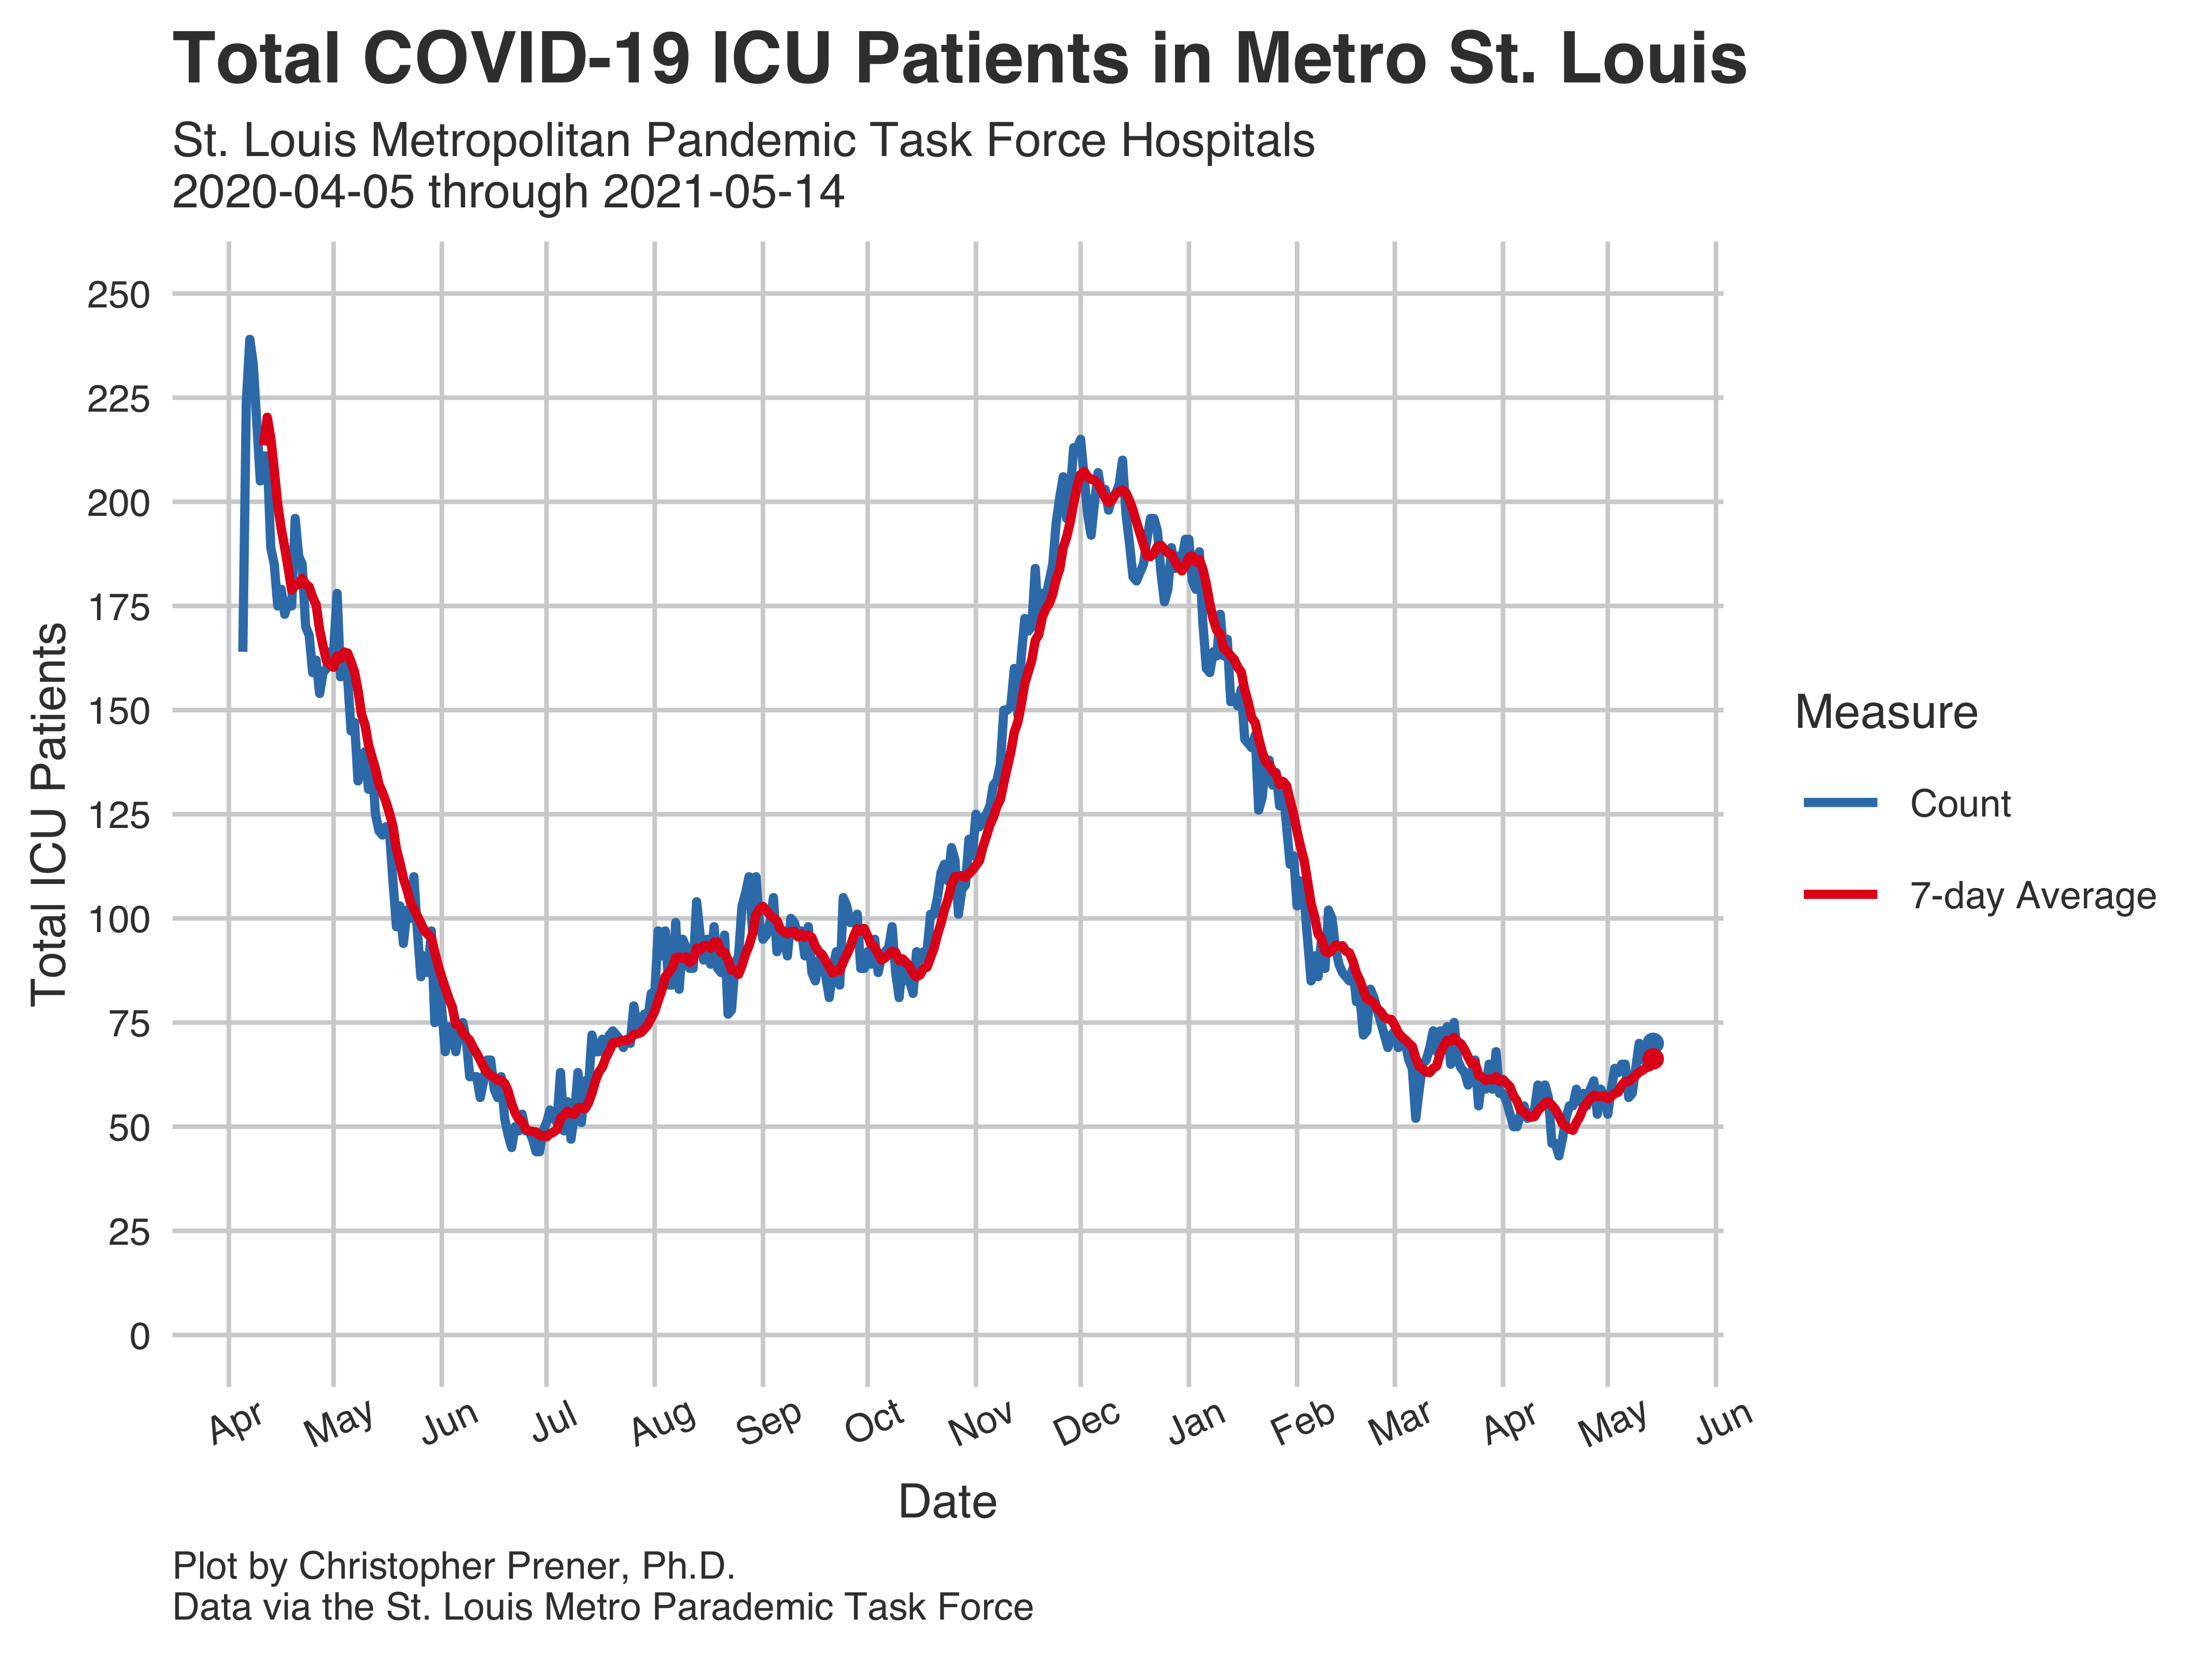 Total COVID-19 ICU Patients in Metro St. Louis
St. Louis Metropolitan Pandemic Task Force Hospitals
2020-04-05 through 2021-05-14
250
225
200
175
150
125
100
75
50
25
0
Total ICU Patients
Apr
May
Jun
Jul
Aug
Sep
Oct
Nov
Dec
Jan
Feb
Mar
Apr
May
Jun
Date
Measure
Count
7-day Average
Plot by Christopher Prener, Ph.D.
Data via the St. Louis Metro Parademic Task Force